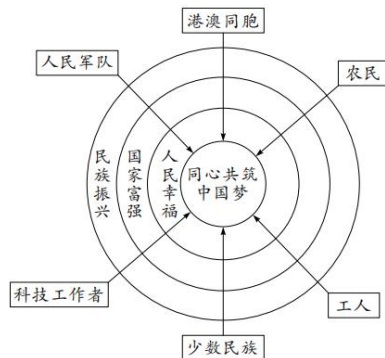 港澳同胞
人民军队
农民
民族振兴
国家富强
人民幸福
同心共筑
中国梦
科技工作者
工人
少数民族